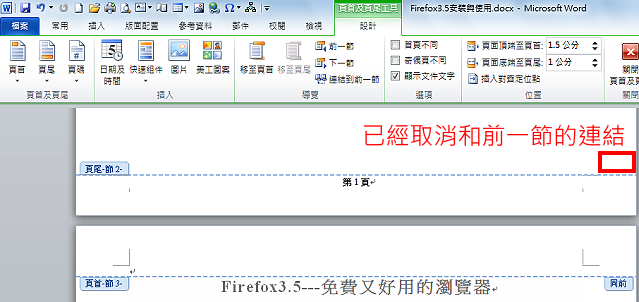 頁首及頁尾工具
Firefox3.5安裝與使用.docx - Microsoft Word
檔案 常用 插入 版面配置 參考資料 郵件 校閱 檢視 設計
頁首 頁尾 頁碼 日期及時間 快速組件 圖片 美工圖案 移至頁首 移至頁尾
前一節
下一節
連結到前一節
首頁不同
奇偶頁不同
顯示文件文字
頁面頂端至頁首: 1.5 公分
頁面底端至頁尾: 1 公分
插入對齊定位點
關閉
頁首及頁
頁首及頁尾 插入 導覽 選項 位置 關閉
已經取消和前一節的連結
頁尾-節 2-
第 1 頁
頁首-節 3-
同前
Firefox3.5---免費又好用的瀏覽器